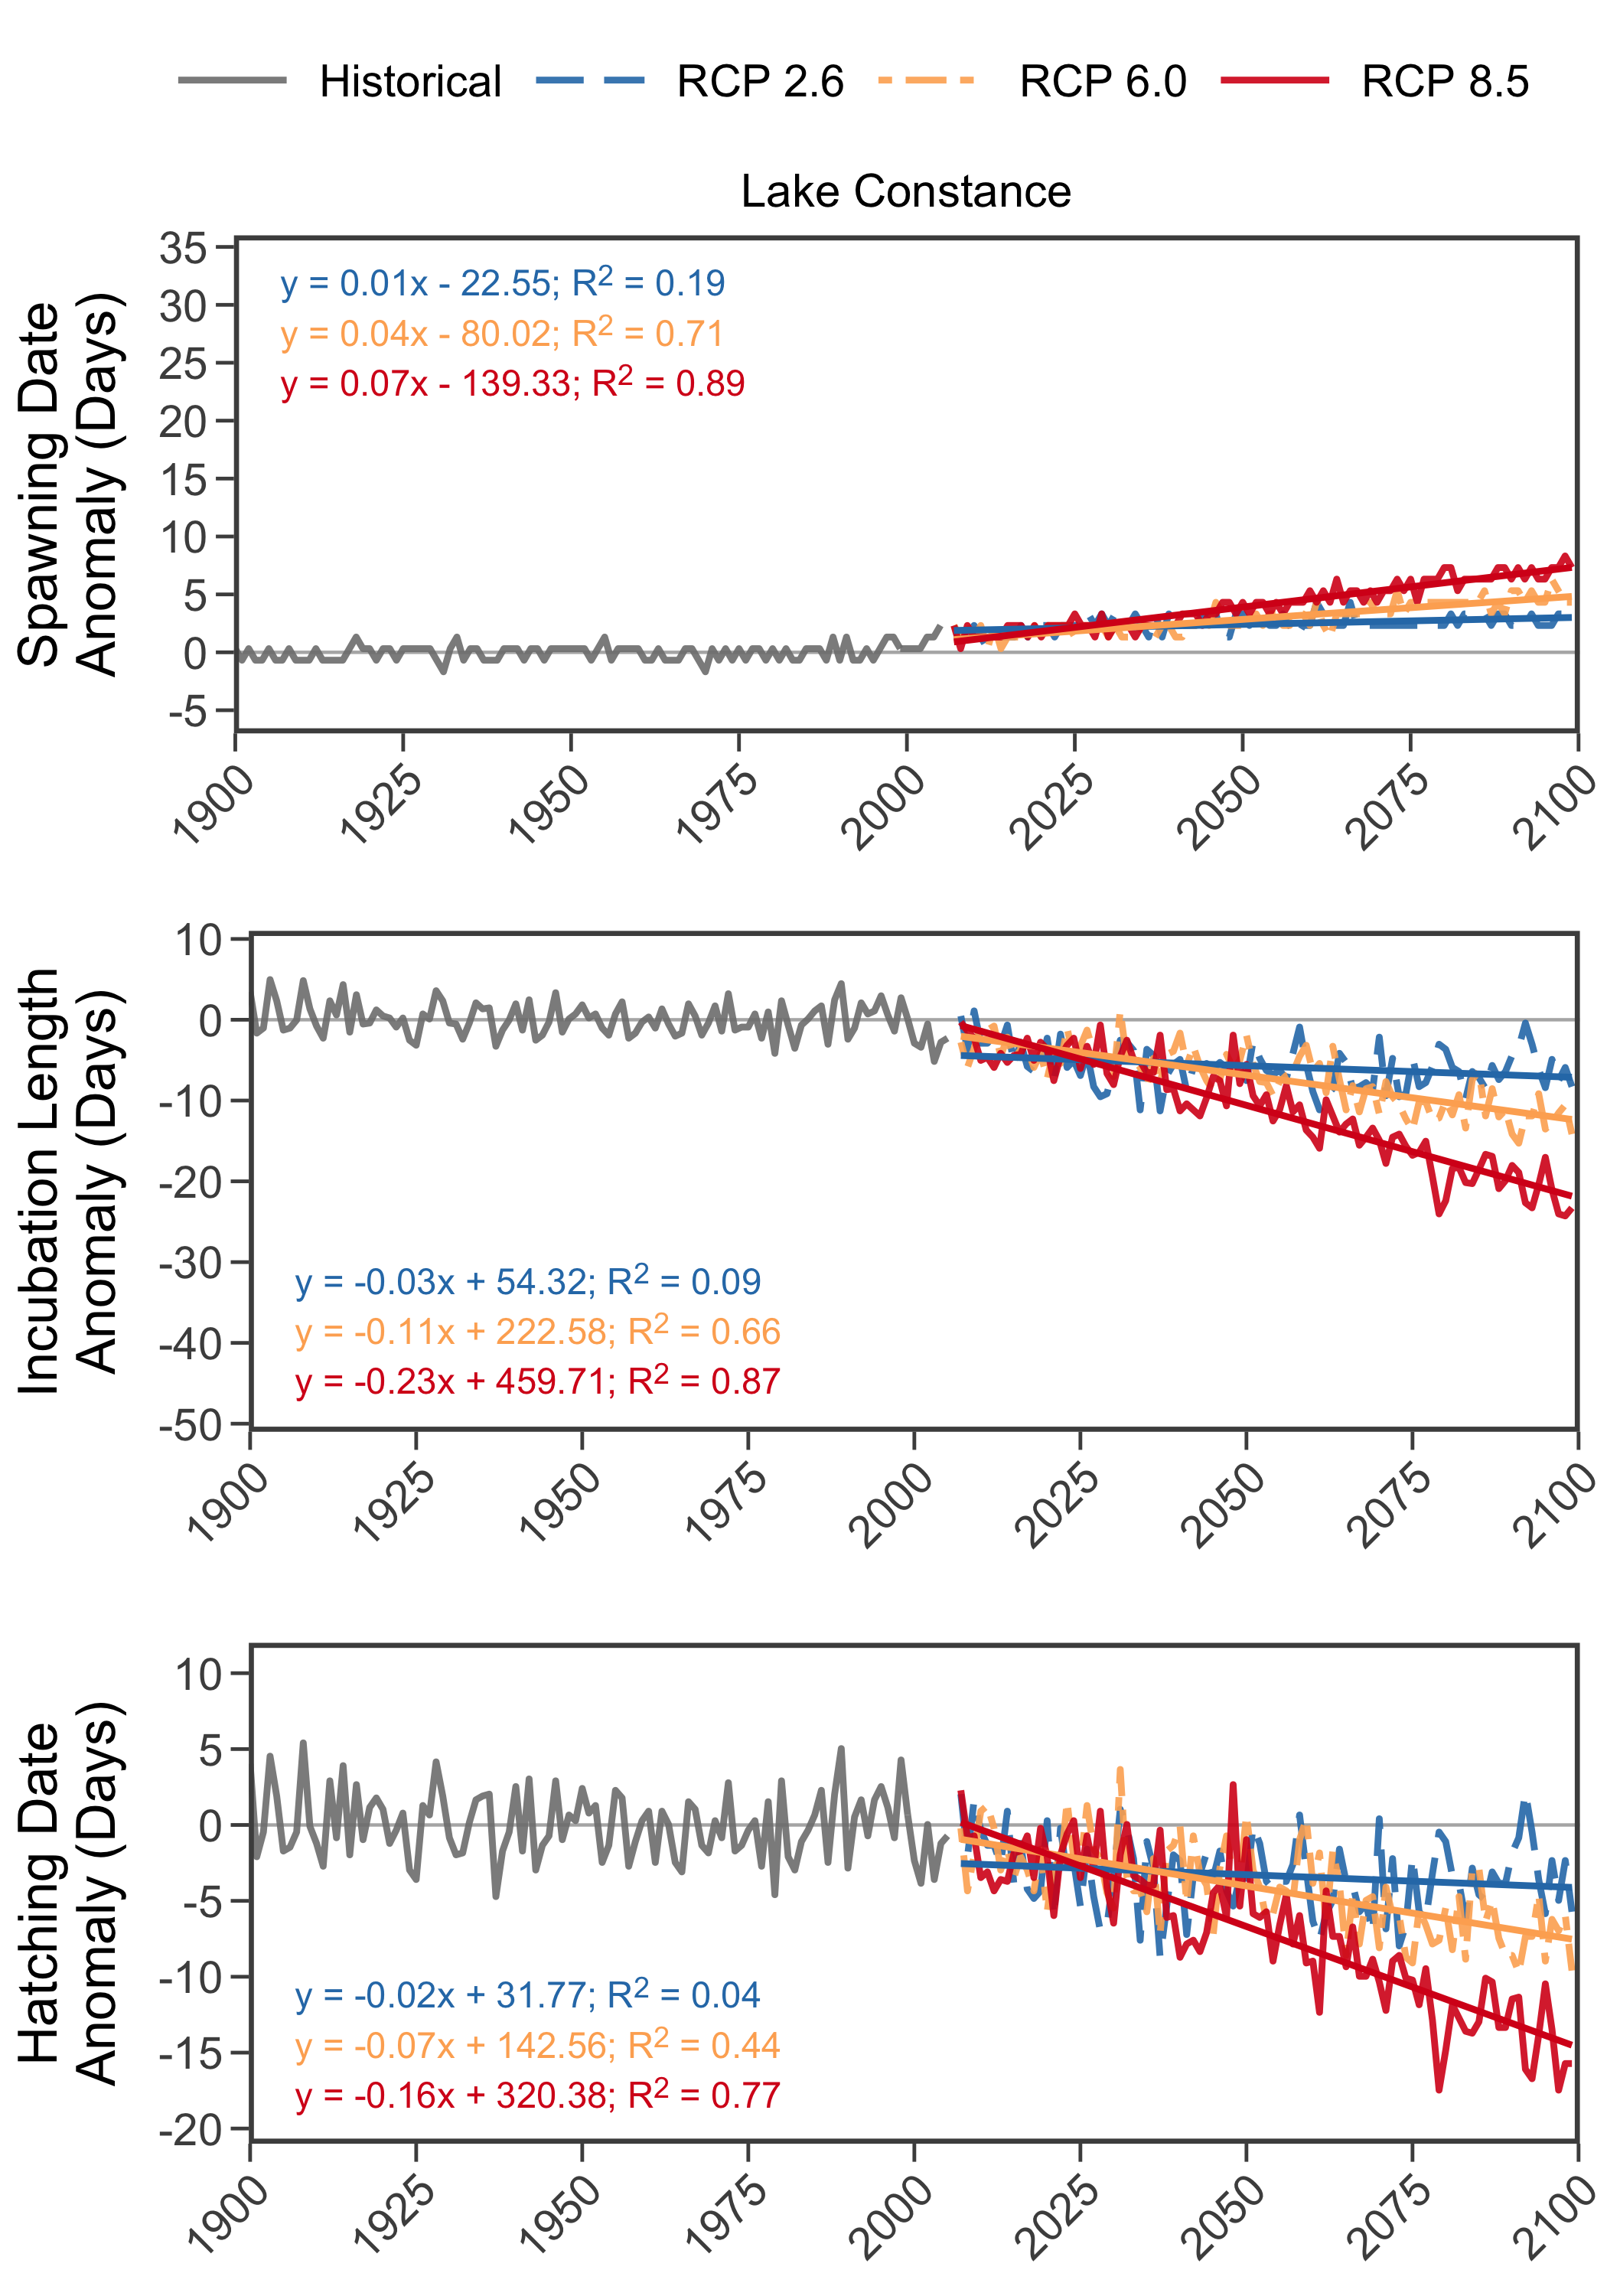 Historical RCP 2.6 RCP 6.0 RCP 8.5
Lake Constance
Spawning Date
Anomaly (Days)
35
30
25
20
15
10
5
0
-5
y = 0.01x - 22.55; R² = 0.19
y = 0.04x - 80.02; R² = 0.71
y = 0.07x - 139.33; R² = 0.89
1900 1925 1950 1975 2000 2025 2050 2075 2100
Incubation Length
Anomaly (Days)
10
0
-10
-20
-30
-40
-50
y = -0.03x + 54.32; R² = 0.09
y = -0.11x + 222.58; R² = 0.66
y = -0.23x + 459.71; R² = 0.87
1900 1925 1950 1975 2000 2025 2050 2075 2100
Hatching Date
Anomaly (Days)
10
5
0
-5
-10
-15
-20
y = -0.02x + 31.77; R² = 0.04
y = -0.07x + 142.56; R² = 0.44
y = -0.16x + 320.38; R² = 0.77
1900 1925 1950 1975 2000 2025 2050 2075 2100